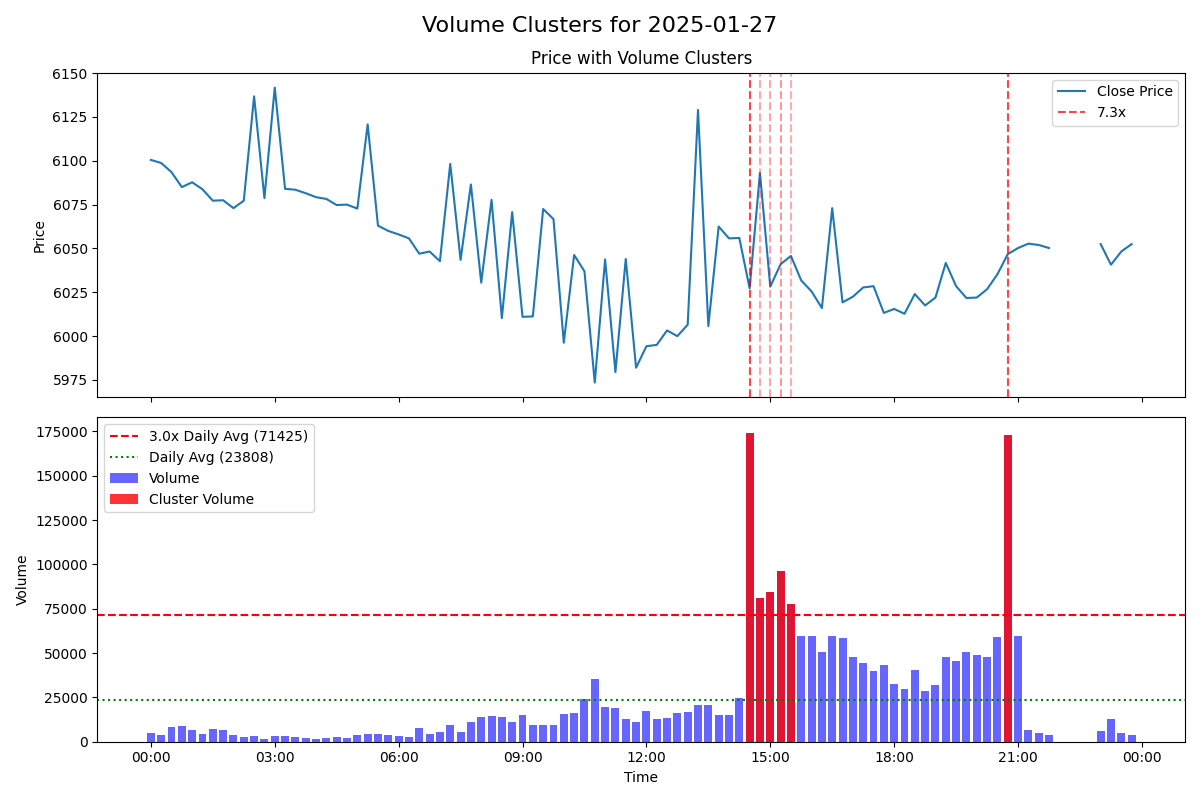 Volume Clusters for 2025-01-27
Price with Volume Clusters
6150
6125
6100
6075
6050
6025
6000
5975
Price
Close Price
7.3x
175000
150000
125000
100000
75000
50000
25000
0
Volume
3.0x Daily Avg (71425)
Daily Avg (23808)
Volume
Cluster Volume
00:00 03:00 06:00 09:00 12:00 15:00 18:00 21:00 00:00
Time